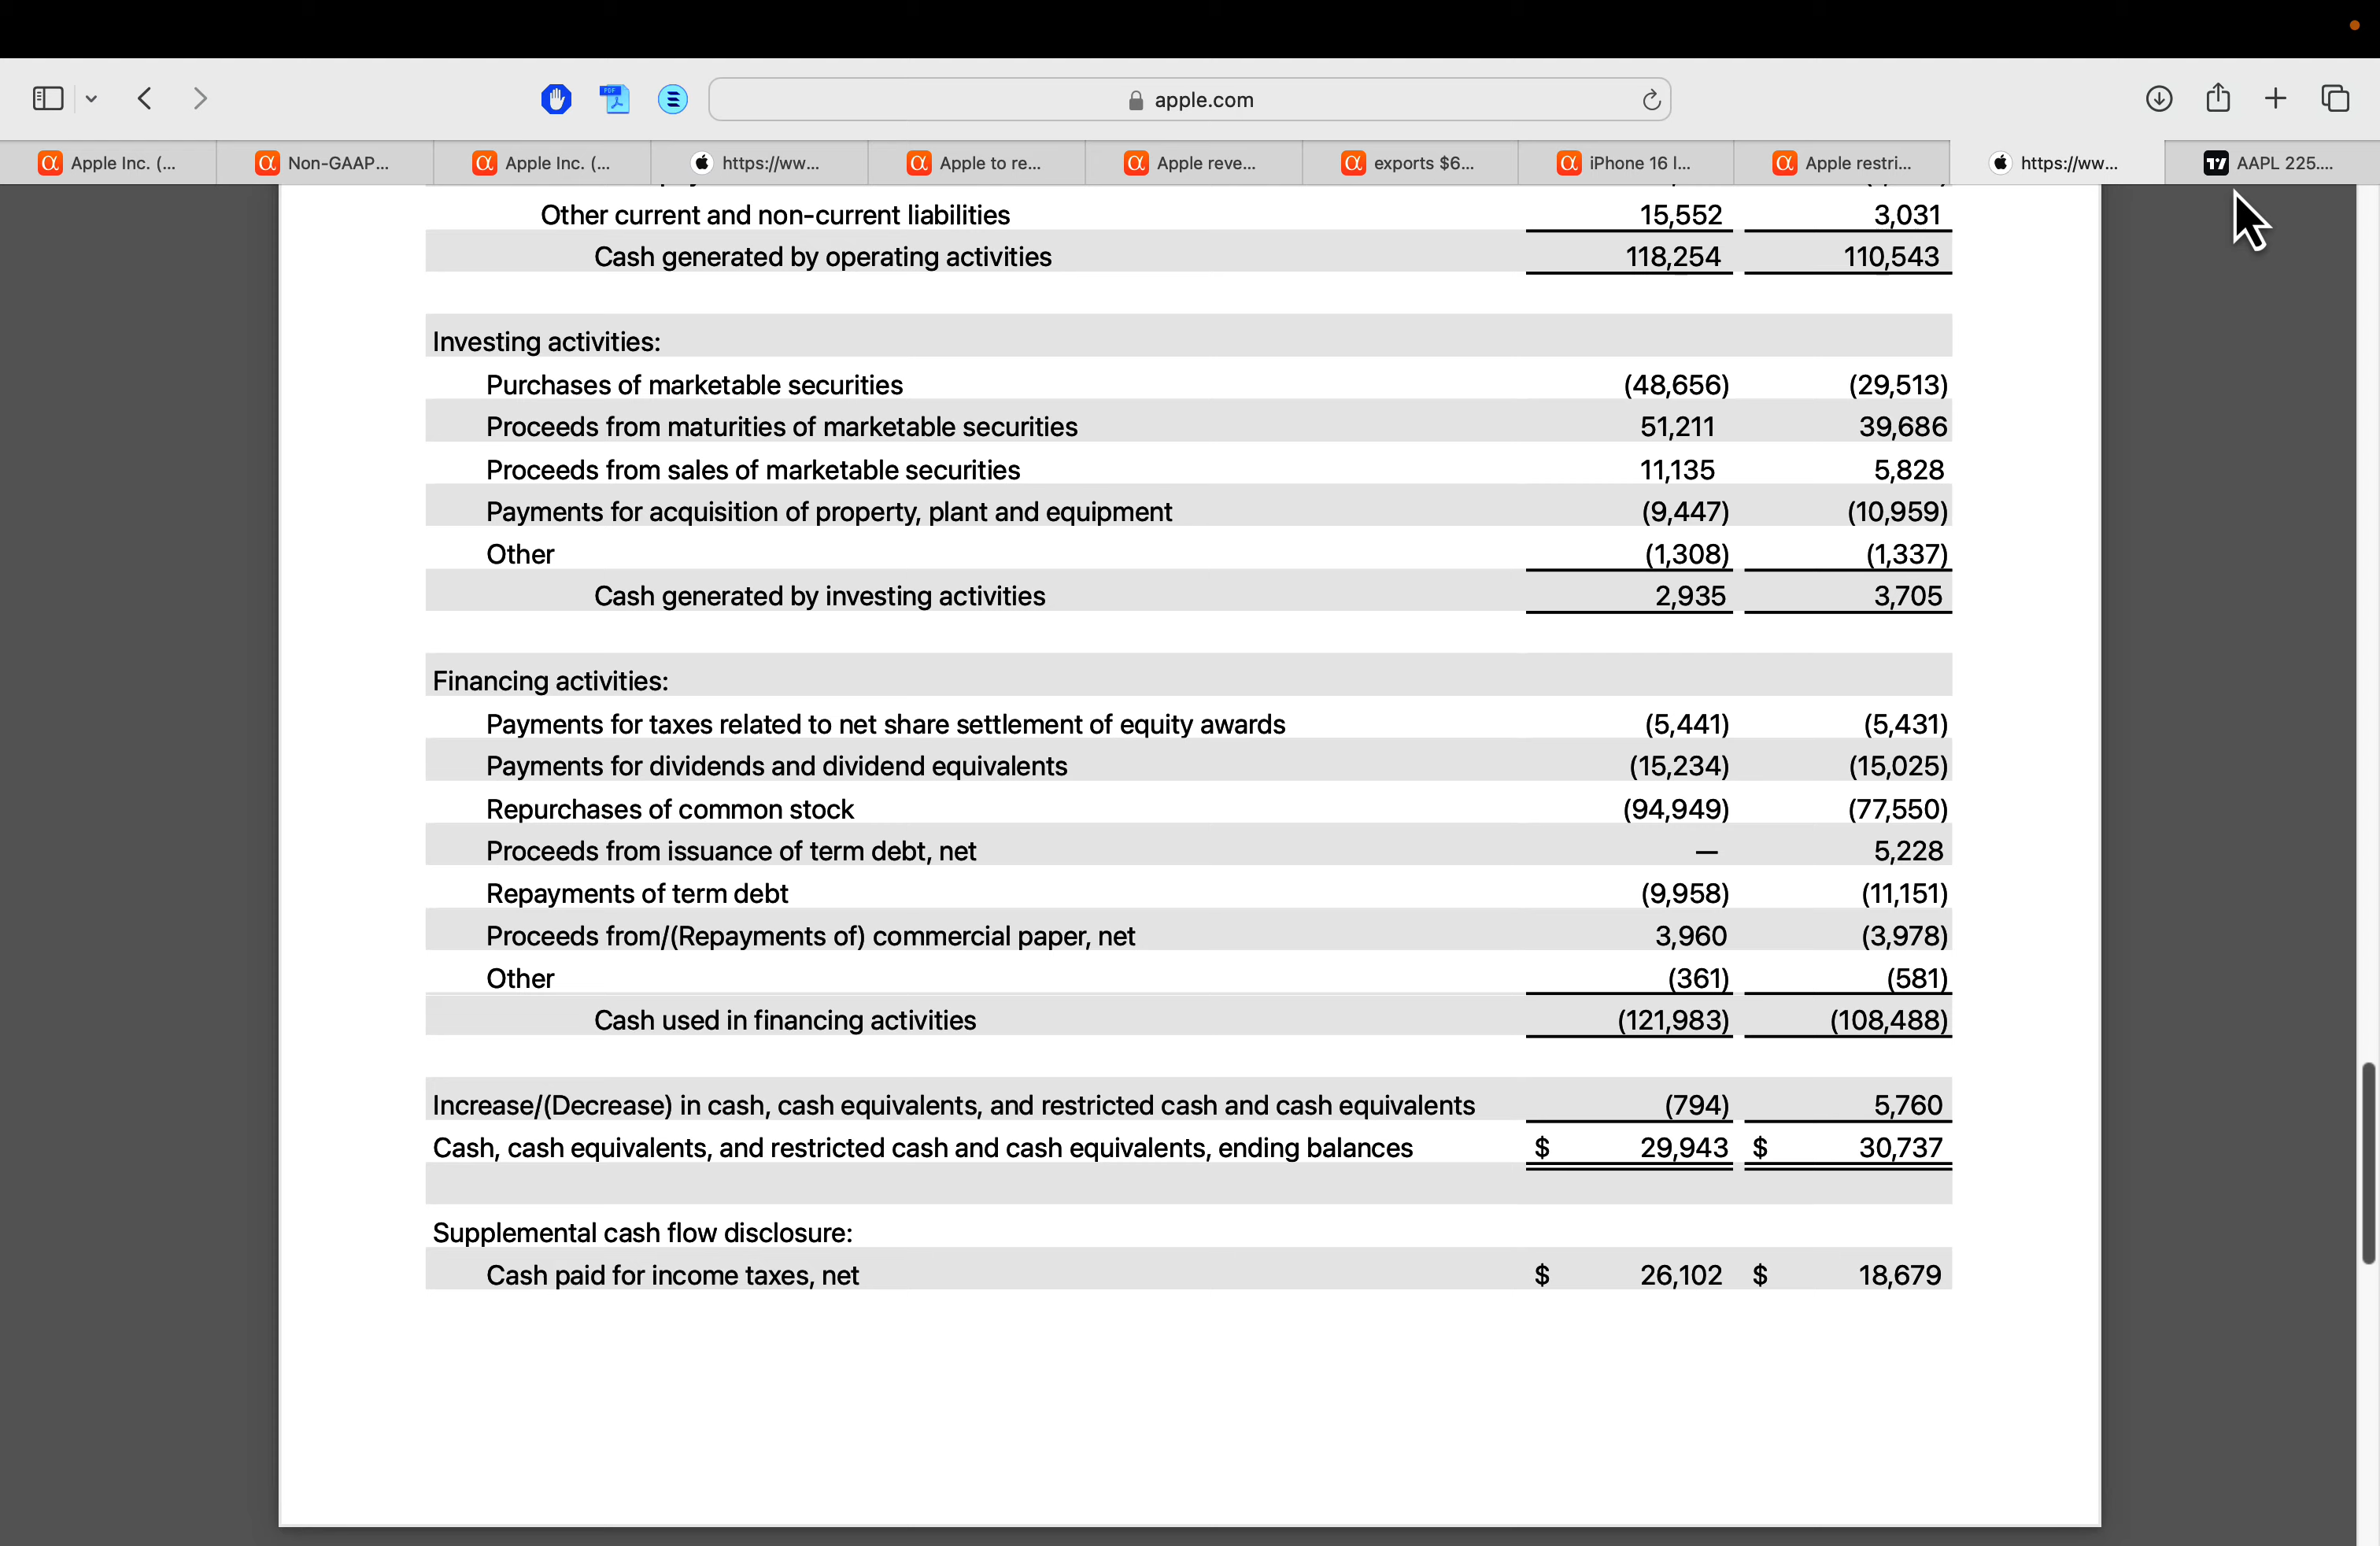 apple.com
Apple Inc. (...
Non-GAAP...
Apple Inc. (...
https://ww...
Apple to re...
Apple reve...
exports $6...
iPhone 16 l...
Apple restri...
https://ww...
AAPL 225....
Other current and non-current liabilities 15,552 3,031
Cash generated by operating activities 118,254 110,543
Investing activities:
Purchases of marketable securities (48,656) (29,513)
Proceeds from maturities of marketable securities 51,211 39,686
Proceeds from sales of marketable securities 11,135 5,828
Payments for acquisition of property, plant and equipment (9,447) (10,959)
Other (1,308) (1,337)
Cash generated by investing activities 2,935 3,705
Financing activities:
Payments for taxes related to net share settlement of equity awards (5,441) (5,431)
Payments for dividends and dividend equivalents (15,234) (15,025)
Repurchases of common stock (94,949) (77,550)
Proceeds from issuance of term debt, net — 5,228
Repayments of term debt (9,958) (11,151)
Proceeds from/(Repayments of) commercial paper, net 3,960 (3,978)
Other (361) (581)
Cash used in financing activities (121,983) (108,488)
Increase/(Decrease) in cash, cash equivalents, and restricted cash and cash equivalents (794) 5,760
Cash, cash equivalents, and restricted cash and cash equivalents, ending balances $ 29,943 $ 30,737
Supplemental cash flow disclosure:
Cash paid for income taxes, net $ 26,102 $ 18,679